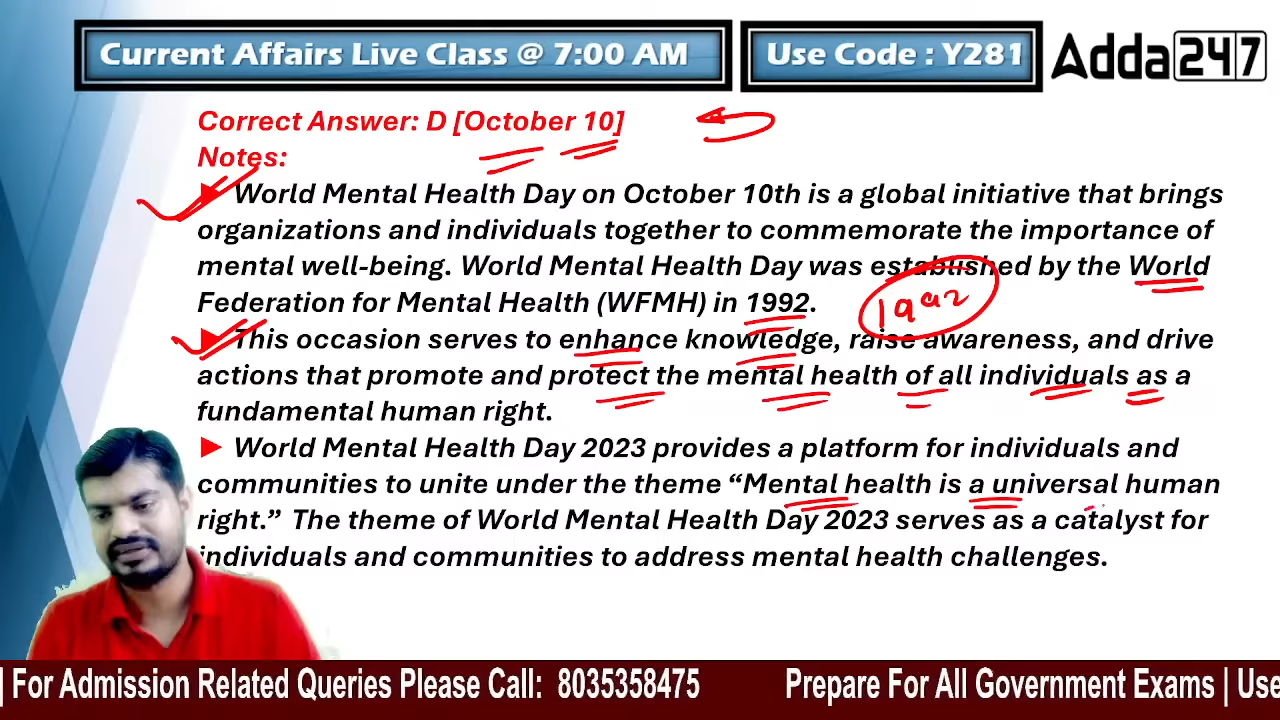 Current Affairs Live Class @ 7:00 AM
Use Code : Y281
Adda 247
Correct Answer: D [October 10]
Notes:
► World Mental Health Day on October 10th is a global initiative that brings
organizations and individuals together to commemorate the importance of
mental well-being. World Mental Health Day was established by the World
Federation for Mental Health (WFMH) in 1992.
1992
► This occasion serves to enhance knowledge, raise awareness, and drive
actions that promote and protect the mental health of all individuals as a
fundamental human right.
► World Mental Health Day 2023 provides a platform for individuals and
communities to unite under the theme “Mental health is a universal human
right.” The theme of World Mental Health Day 2023 serves as a catalyst for
individuals and communities to address mental health challenges.
| For Admission Related Queries Please Call: 8035358475 Prepare For All Government Exams | Use